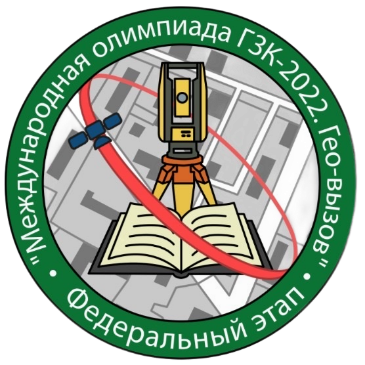 "Международная олимпиада ГЗК-2022. Гео-вызов"
• Федеральный этап •